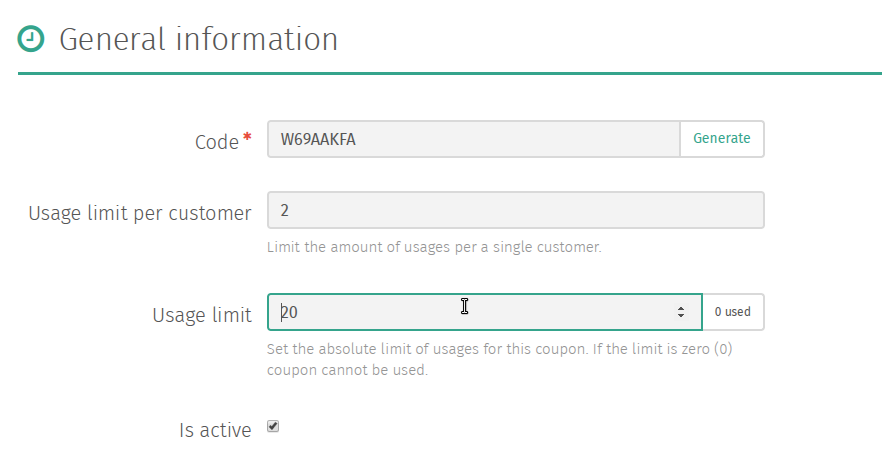 General information
Code *
W69AAKFA
Generate
Usage limit per customer
2
Limit the amount of usages per a single customer.
Usage limit
20
0 used
Set the absolute limit of usages for this coupon. If the limit is zero (0)
coupon cannot be used.
Is active